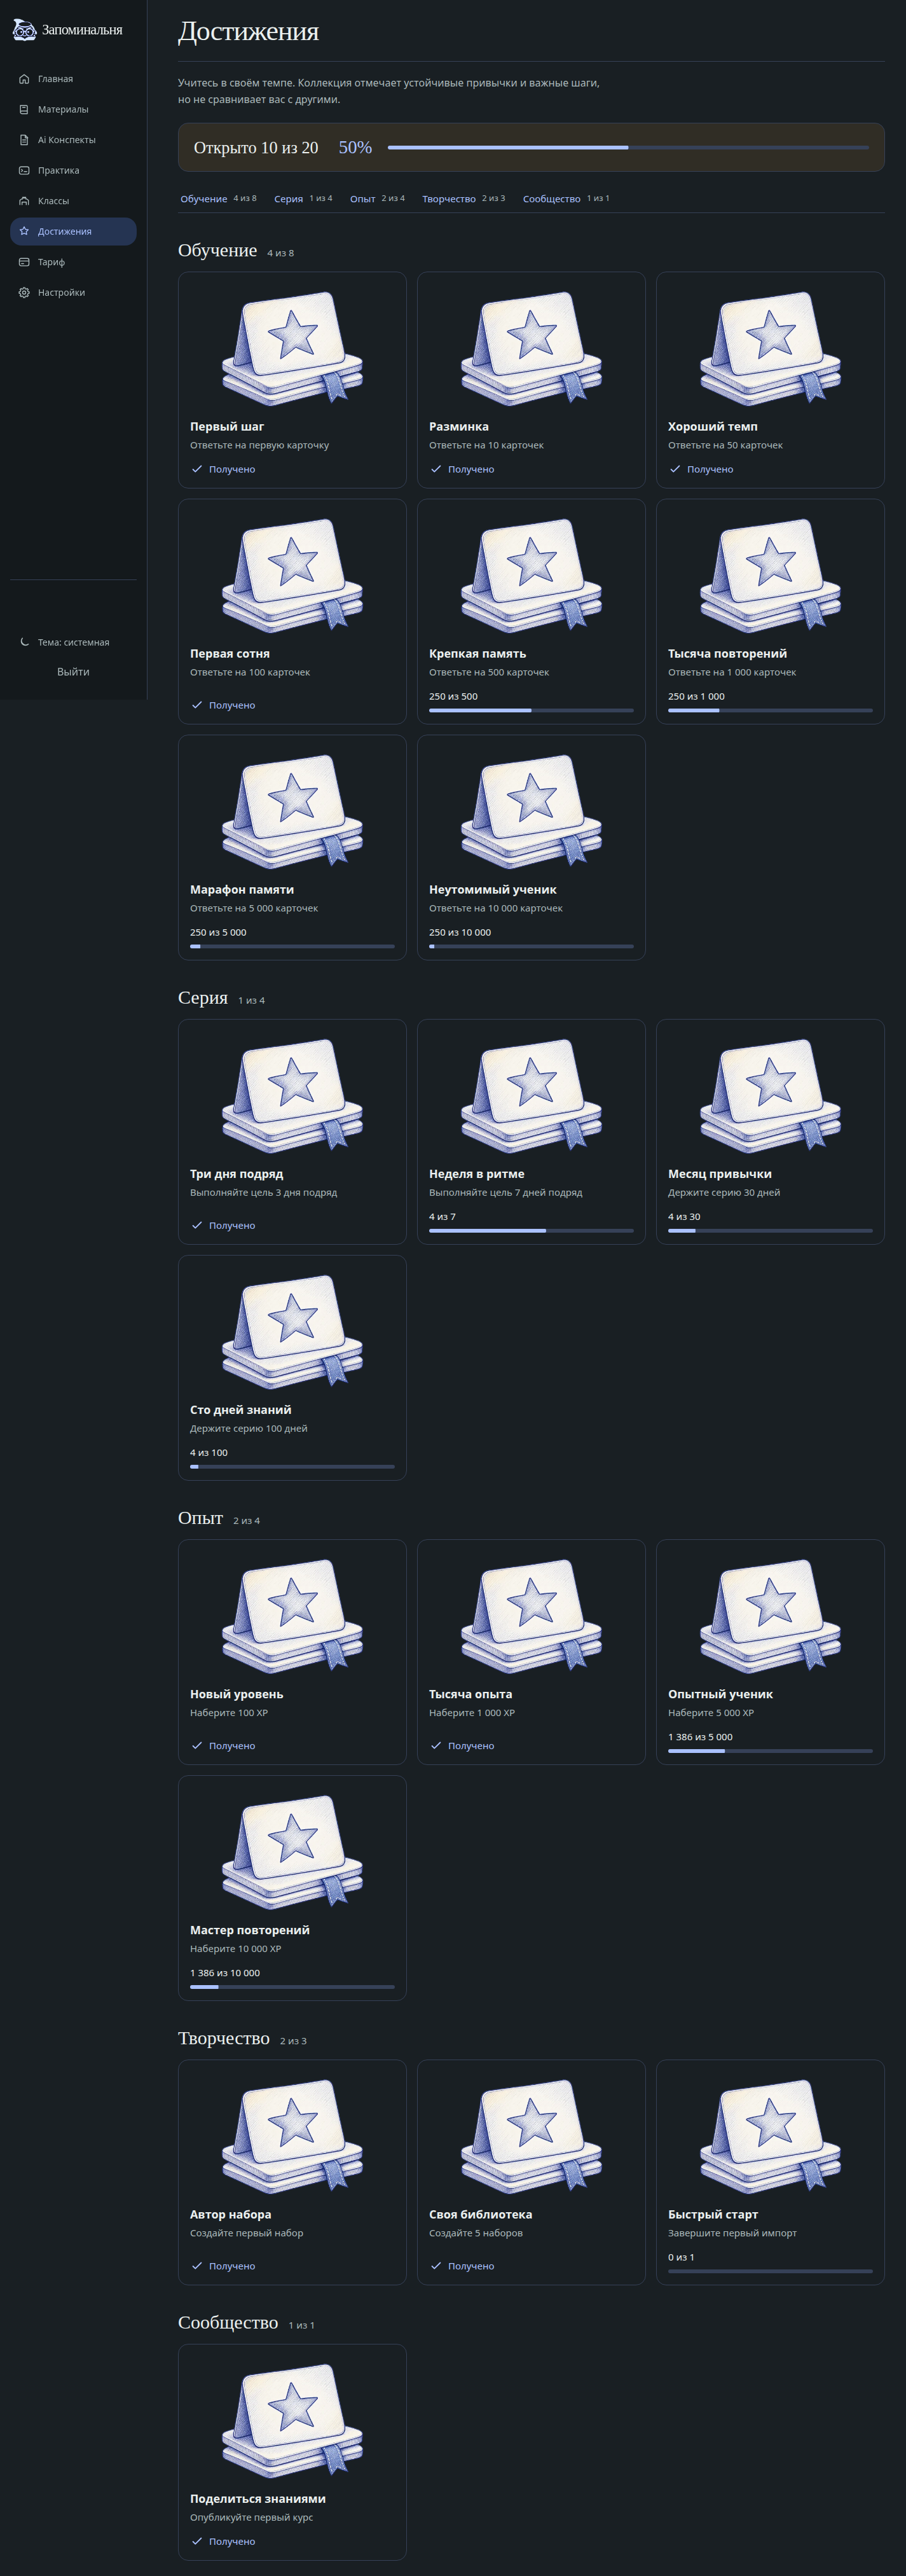 Запоминальня
Главная
Материалы
Ai Конспекты
Практика
Классы
Достижения
Тариф
Настройки
Тема: системная
Выйти
Достижения
Учитесь в своём темпе. Коллекция отмечает устойчивые привычки и важные шаги,
но не сравнивает вас с другими.
Открыто 10 из 20 50%
Обучение 4 из 8 Серия 1 из 4 Опыт 2 из 4 Творчество 2 из 3 Сообщество 1 из 1
Обучение 4 из 8
Первый шаг
Ответьте на первую карточку
Получено
Разминка
Ответьте на 10 карточек
Получено
Хороший темп
Ответьте на 50 карточек
Получено
Первая сотня
Ответьте на 100 карточек
Получено
Крепкая память
Ответьте на 500 карточек
250 из 500
Тысяча повторений
Ответьте на 1 000 карточек
250 из 1 000
Марафон памяти
Ответьте на 5 000 карточек
250 из 5 000
Неутомимый ученик
Ответьте на 10 000 карточек
250 из 10 000
Серия 1 из 4
Три дня подряд
Выполняйте цель 3 дня подряд
Получено
Неделя в ритме
Выполняйте цель 7 дней подряд
4 из 7
Месяц привычки
Держите серию 30 дней
4 из 30
Сто дней знаний
Держите серию 100 дней
4 из 100
Опыт 2 из 4
Новый уровень
Наберите 100 XP
Получено
Тысяча опыта
Наберите 1 000 XP
Получено
Опытный ученик
Наберите 5 000 XP
1 386 из 5 000
Мастер повторений
Наберите 10 000 XP
1 386 из 10 000
Творчество 2 из 3
Автор набора
Создайте первый набор
Получено
Своя библиотека
Создайте 5 наборов
Получено
Быстрый старт
Завершите первый импорт
0 из 1
Сообщество 1 из 1
Поделиться знаниями
Опубликуйте первый курс
Получено